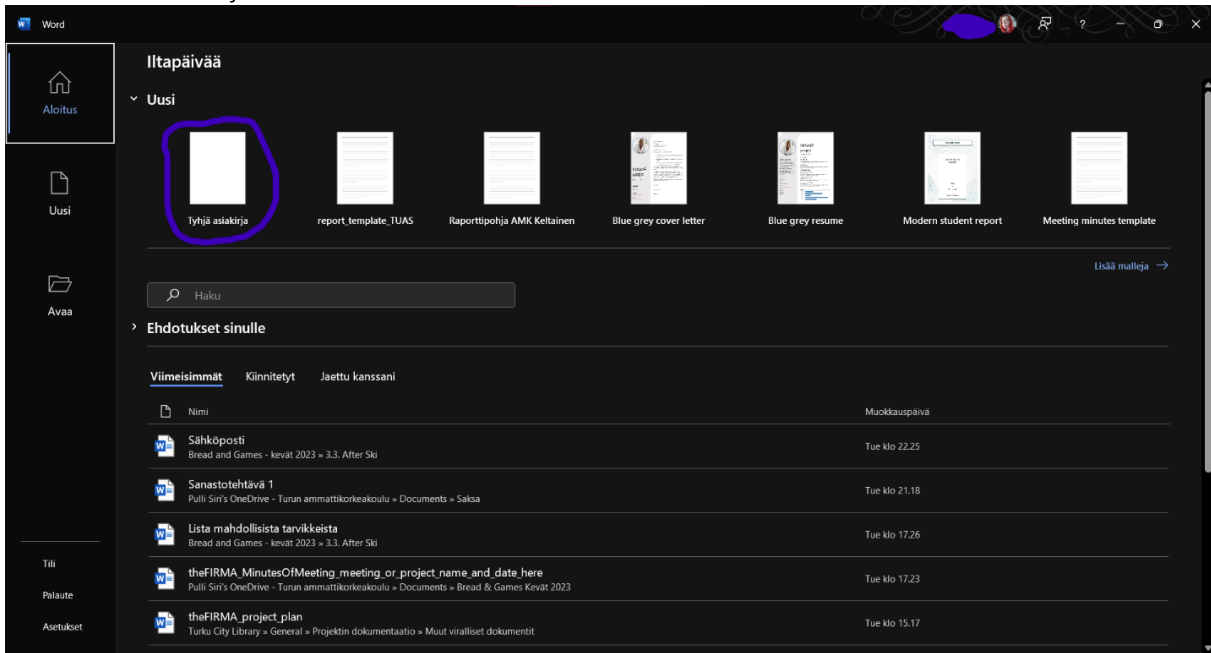 Word
?
Iltapäivää
Aloitus
Uusi
Uusi
Tyhjä asiakirja
report_template_TUAS
Raporttipohja AMK Keltainen
Blue grey cover letter
Blue grey resume
Modern student report
Meeting minutes template
Lisää malleja →
Haku
Avaa
Ehdotukset sinulle
Viimeisimmät Kiinnitetyt Jaettu kanssani
Nimi Muokkauspäivä
Sähköposti
Bread and Games - kevät 2023 » 3.3. After Ski
Tue klo 22.25
Sanastotehtävä 1
Pulli Siri's OneDrive - Turun ammattikorkeakoulu » Documents » Saksa
Tue klo 21.18
Lista mahdollisista tarvikkeista
Bread and Games - kevät 2023 » 3.3. After Ski
Tue klo 17.26
theFIRMA_MinutesOfMeeting_meeting_or_project_name_and_date_here
Pulli Siri's OneDrive - Turun ammattikorkeakoulu » Documents » Bread & Games Kevät 2023
Tue klo 17.23
theFIRMA_project_plan
Turku City Library » General » Projektin dokumentaatio » Muut viralliset dokumentit
Tue klo 15.17
Tili
Palaute
Asetukset